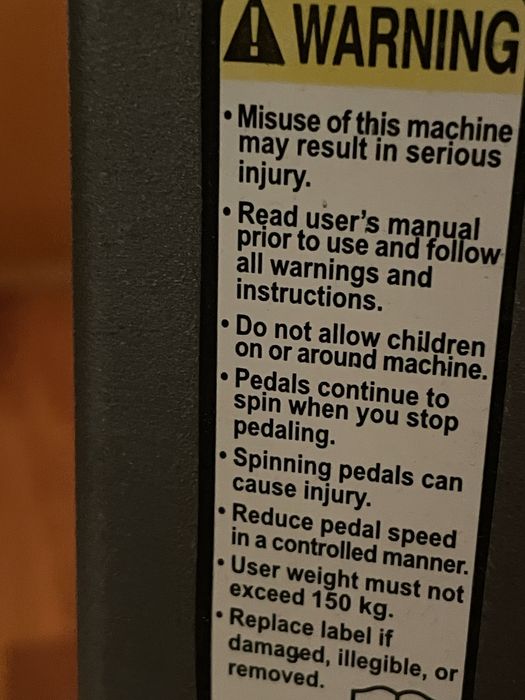 WARNING
• Misuse of this machine
may result in serious
injury.
• Read user's manual
prior to use and follow
all warnings and
instructions.
• Do not allow children
on or around machine.
• Pedals continue to
spin when you stop
pedaling.
• Spinning pedals can
cause injury.
• Reduce pedal speed
in a controlled manner.
• User weight must not
exceed 150 kg.
• Replace label if
damaged, illegible, or
removed.